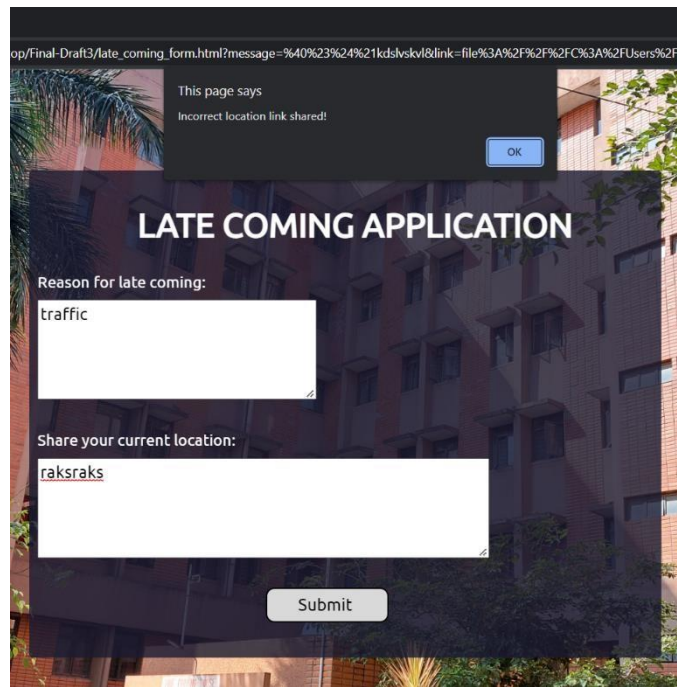 op/Final-Draft3/late_coming_form.html?message=%40%23%24%21kdslvskvl&link=file%3A%2F%2F%2FC%3A%2FUsers%2F
This page says
Incorrect location link shared!
OK
LATE COMING APPLICATION
Reason for late coming:
traffic
Share your current location:
raksraks
Submit